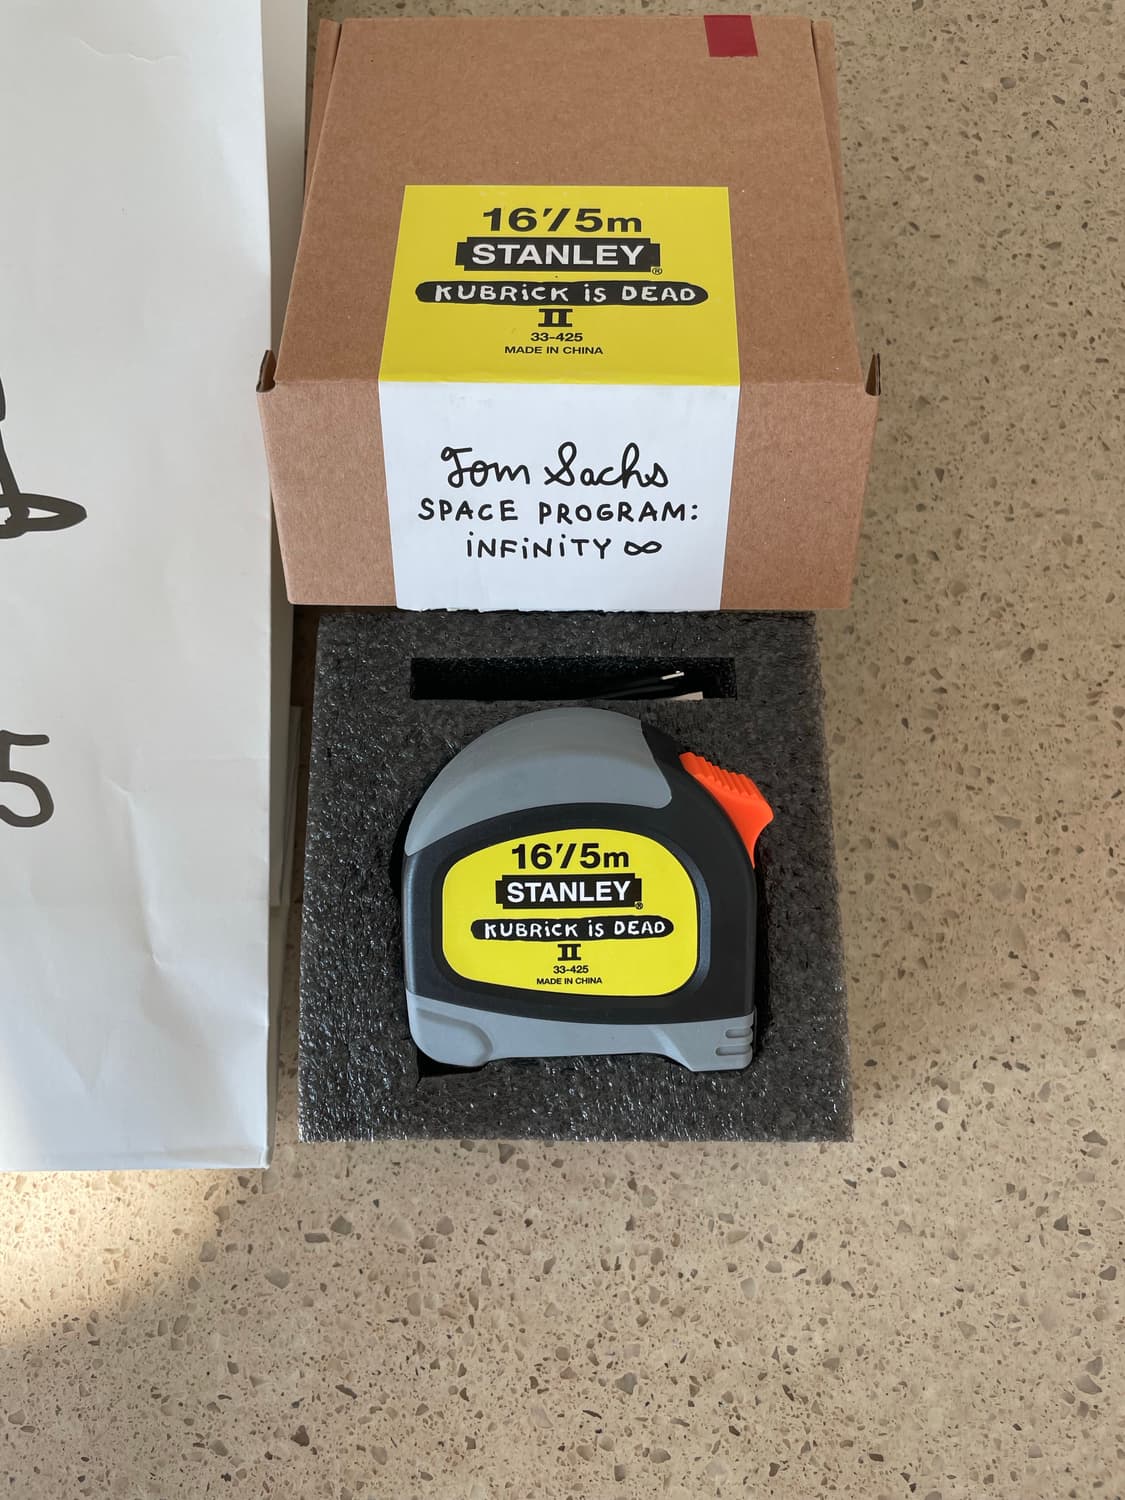 16'/5m
STANLEY®
KUBRiCK iS DEAD
II
33-425
MADE IN CHINA
Tom Sachs
SPACE PROGRAM:
iNFiNiTY ∞
5
16'/5m
STANLEY®
KUBRiCK iS DEAD
II
33-425
MADE IN CHINA